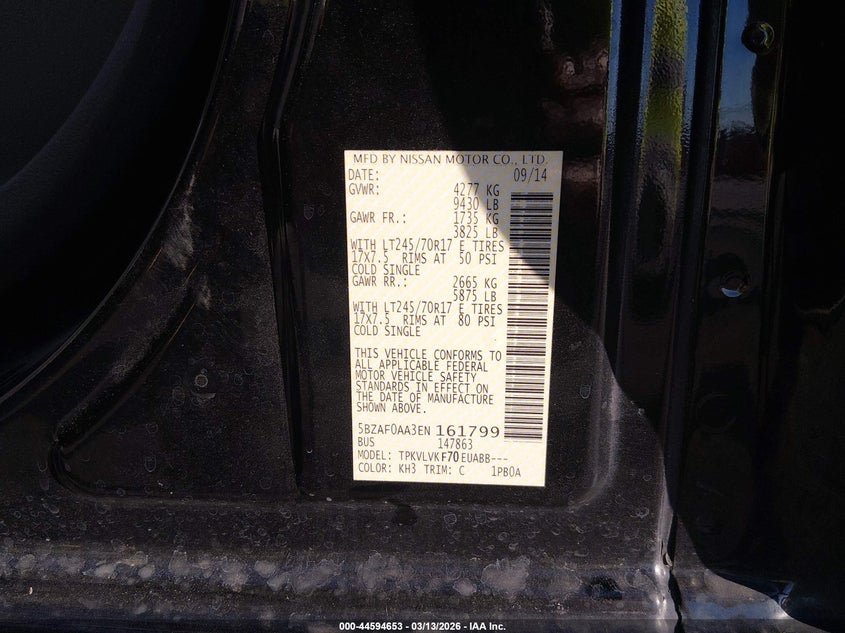 MFD BY NISSAN MOTOR CO., LTD.
DATE: 09/14
GVWR: 4277 KG
9430 LB
GAWR FR.: 1735 KG
3825 LB
WITH LT245/70R17 E TIRES
17X7.5 RIMS AT 50 PSI
COLD SINGLE
GAWR RR.: 2665 KG
5875 LB
WITH LT245/70R17 E TIRES
17X7.5 RIMS AT 80 PSI
COLD SINGLE
THIS VEHICLE CONFORMS TO
ALL APPLICABLE FEDERAL
MOTOR VEHICLE SAFETY
STANDARDS IN EFFECT ON
THE DATE OF MANUFACTURE
SHOWN ABOVE.
5BZAF0AA3EN 161799
BUS 147863
MODEL: TPKVLVK F70 EUABB---
COLOR: KH3 TRIM: C 1PB0A
000-44594653 - 03/13/2026 - IAA Inc.